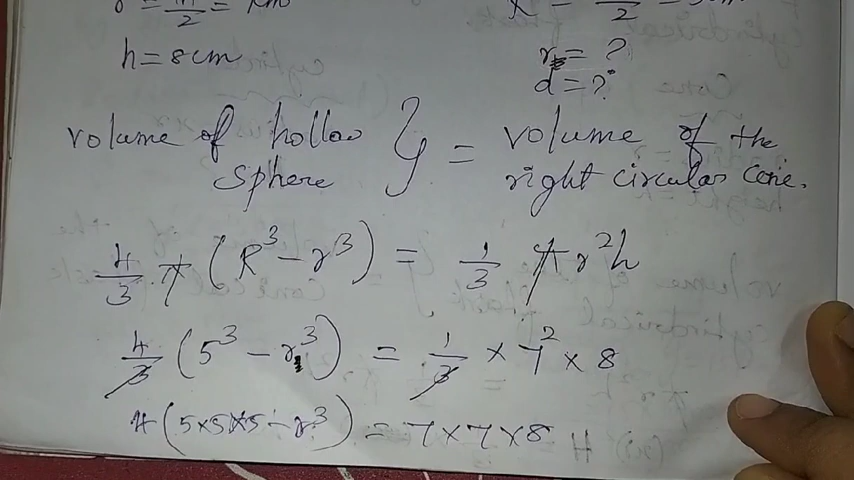 h = 8cm
r = ?
d = ?
volume of hollow sphere } = volume of the right circular cone.
4/3 π (R³ - r³) = 1/3 π r²h
4/3 (5³ - r³) = 1/3 × 7² × 8
4 (5×5×5 - r³) = 7×7×8